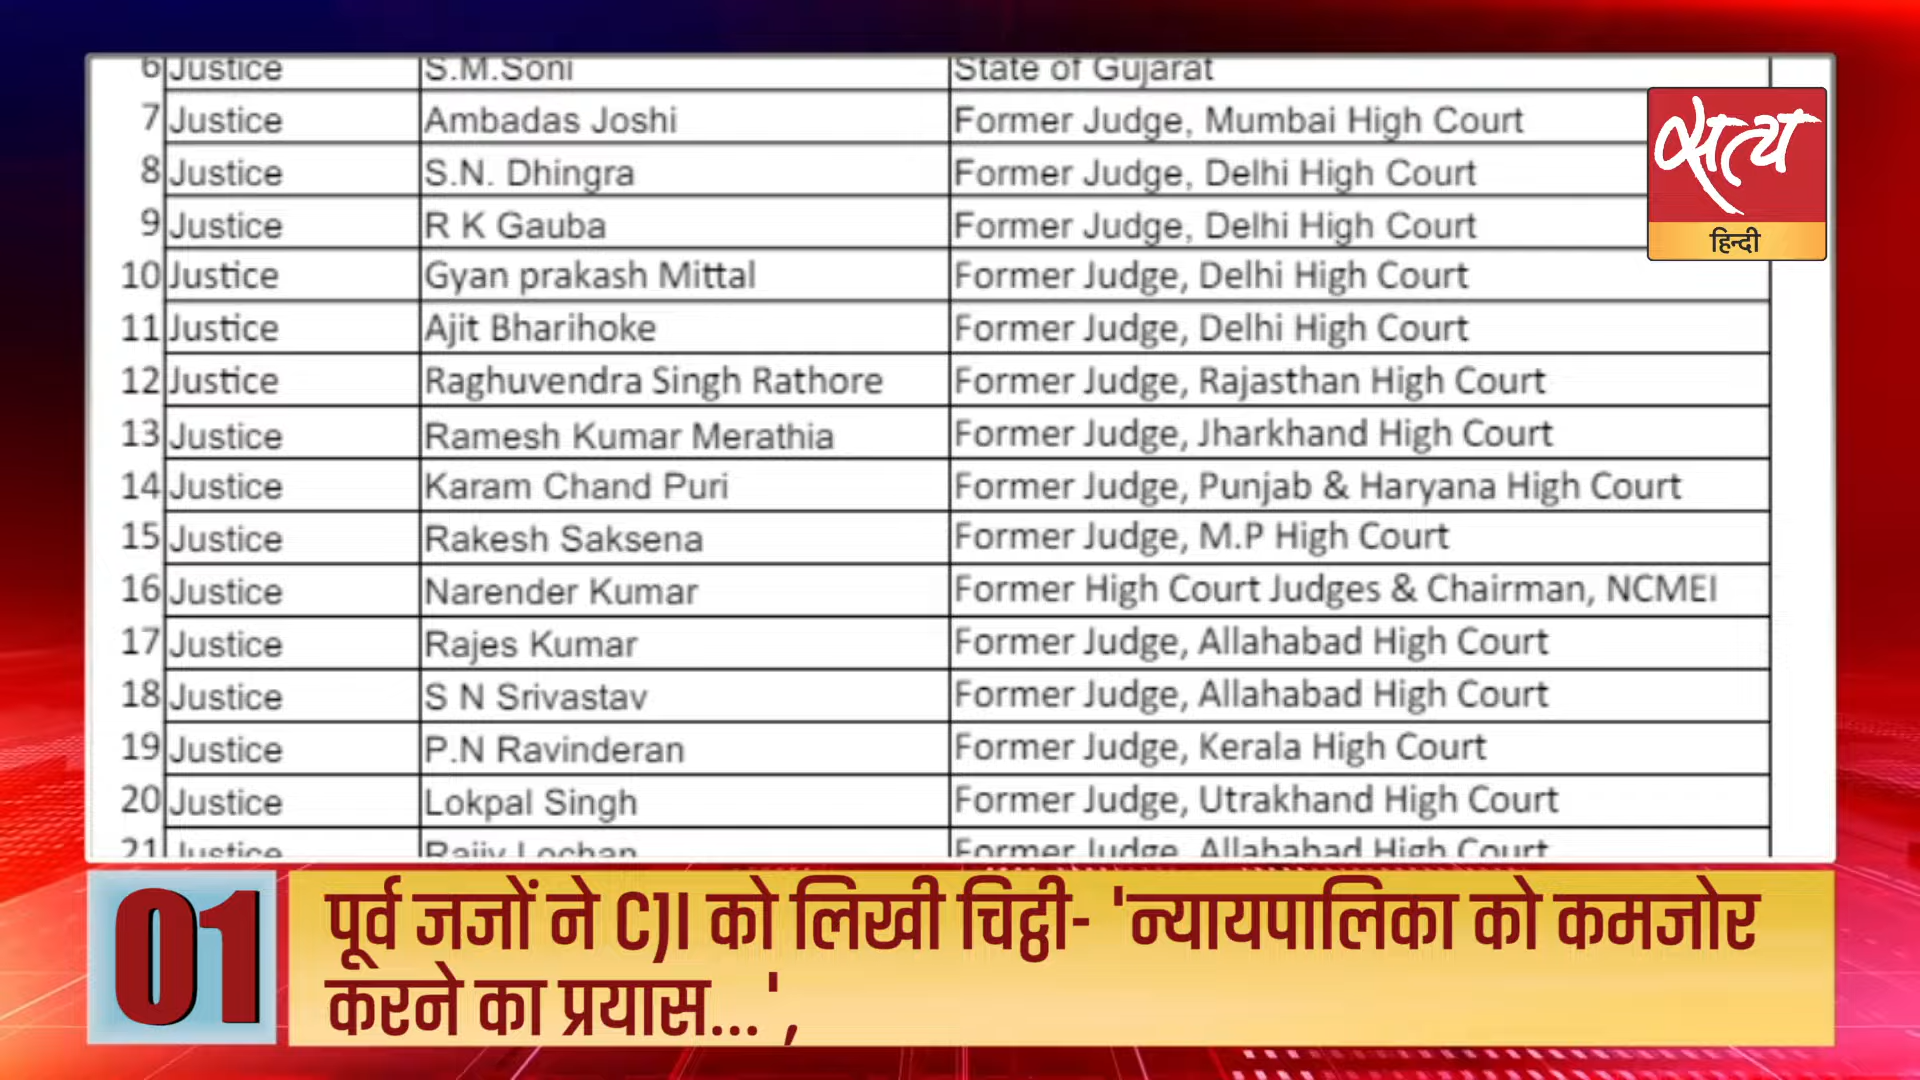 6 Justice S.M.Soni State of Gujarat
7 Justice Ambadas Joshi Former Judge, Mumbai High Court
8 Justice S.N. Dhingra Former Judge, Delhi High Court
9 Justice R K Gauba Former Judge, Delhi High Court
10 Justice Gyan prakash Mittal Former Judge, Delhi High Court
11 Justice Ajit Bharihoke Former Judge, Delhi High Court
12 Justice Raghuvendra Singh Rathore Former Judge, Rajasthan High Court
13 Justice Ramesh Kumar Merathia Former Judge, Jharkhand High Court
14 Justice Karam Chand Puri Former Judge, Punjab & Haryana High Court
15 Justice Rakesh Saksena Former Judge, M.P High Court
16 Justice Narender Kumar Former High Court Judges & Chairman, NCMEI
17 Justice Rajes Kumar Former Judge, Allahabad High Court
18 Justice S N Srivastav Former Judge, Allahabad High Court
19 Justice P.N Ravinderan Former Judge, Kerala High Court
20 Justice Lokpal Singh Former Judge, Utrakhand High Court
21 Justice Rajiv Lochan Former Judge, Allahabad High Court
सत्य
हिन्दी
01
पूर्व जजों ने CJI को लिखी चिट्ठी- 'न्यायपालिका को कमजोर
करने का प्रयास...',